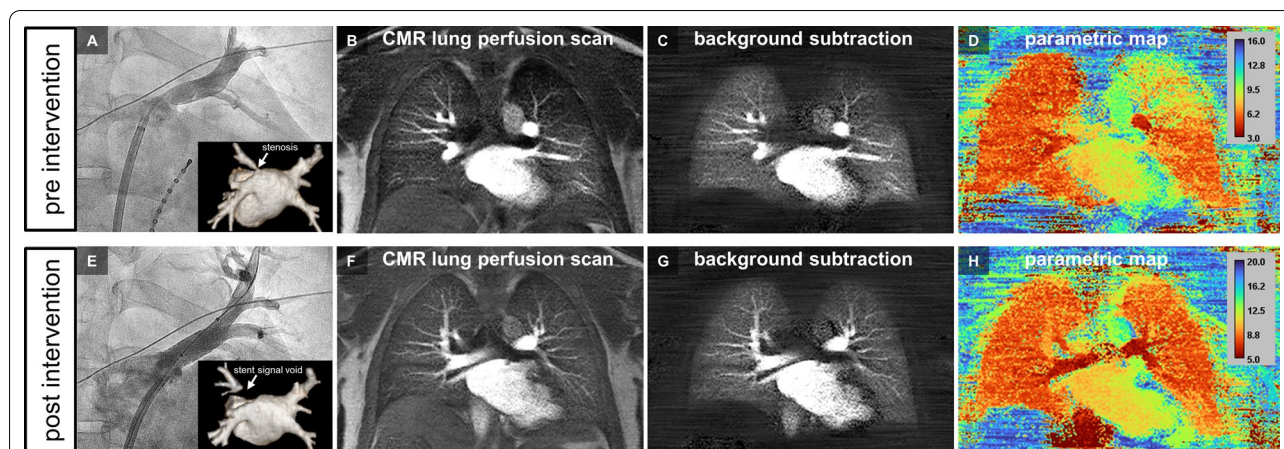 pre intervention
A
stenosis
B CMR lung perfusion scan
C background subtraction
D parametric map
16.0
12.8
9.5
6.2
3.0
post intervention
E
stent signal void
F CMR lung perfusion scan
G background subtraction
H parametric map
20.0
16.2
12.5
8.8
5.0